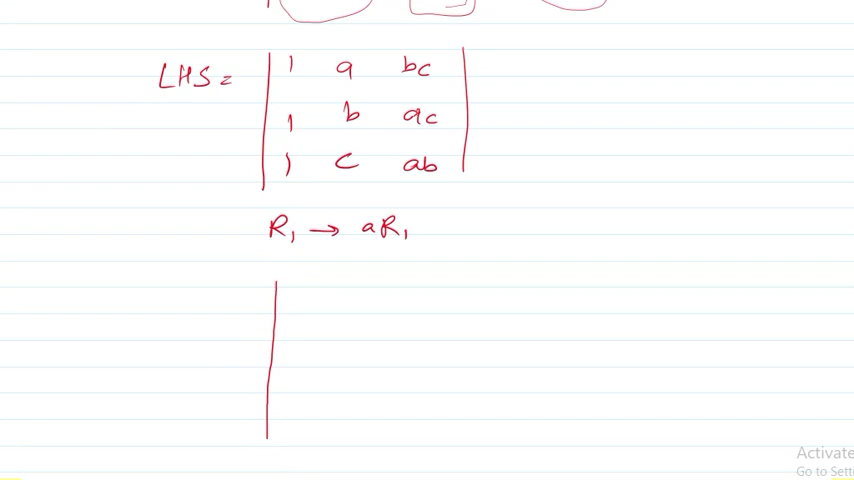 LHS = | 1 a bc |
| 1 b ac |
| 1 c ab |
R₁ → aR₁
|
Activate
Go to Setti